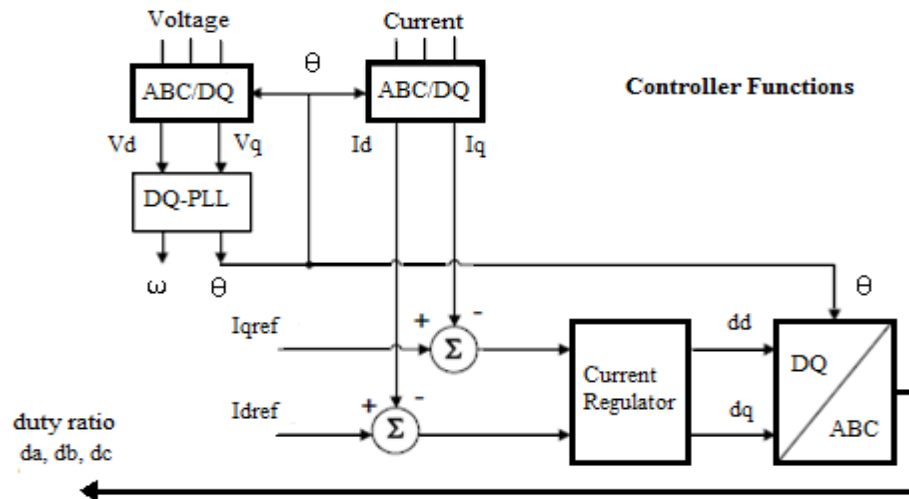 Voltage
Current
θ
ABC/DQ
ABC/DQ
Controller Functions
Vd
Vq
Id
Iq
DQ-PLL
ω
θ
θ
Iqref
+
-
Σ
dd
DQ
Current
Regulator
Idref
+
-
Σ
dq
ABC
duty ratio
da, db, dc